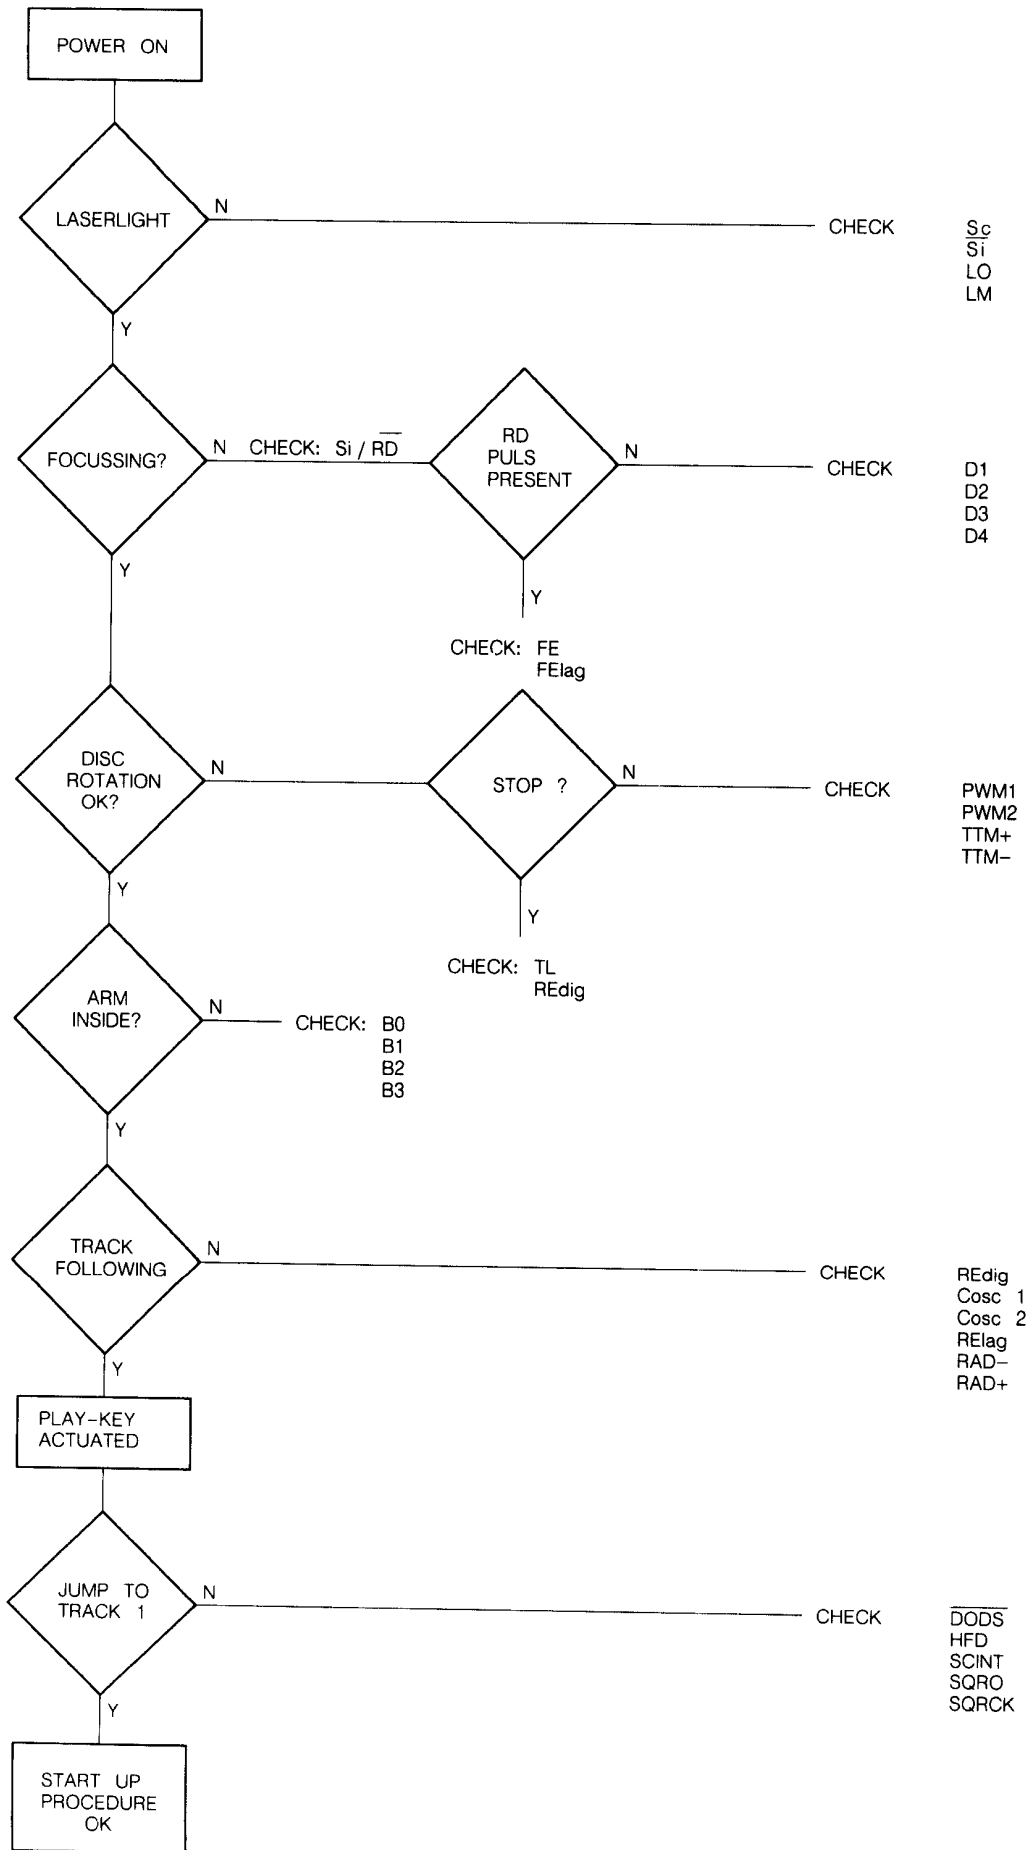 POWER ON
LASERLIGHT
N
CHECK
Sc
S̅i̅
LO
LM
Y
FOCUSSING?
N
CHECK: Si / R̅D̅
RD
PULS
PRESENT
N
CHECK
D1
D2
D3
D4
Y
Y
CHECK: FE
FElag
DISC
ROTATION
OK?
N
STOP ?
N
CHECK
PWM1
PWM2
TTM+
TTM-
Y
Y
CHECK: TL
REdig
ARM
INSIDE?
N
CHECK: B0
B1
B2
B3
Y
TRACK
FOLLOWING
N
CHECK
REdig
Cosc 1
Cosc 2
RElag
RAD-
RAD+
Y
PLAY-KEY
ACTUATED
JUMP TO
TRACK 1
N
CHECK
D̅O̅D̅S̅
HFD
SCINT
SQRO
SQRCK
Y
START UP
PROCEDURE
OK